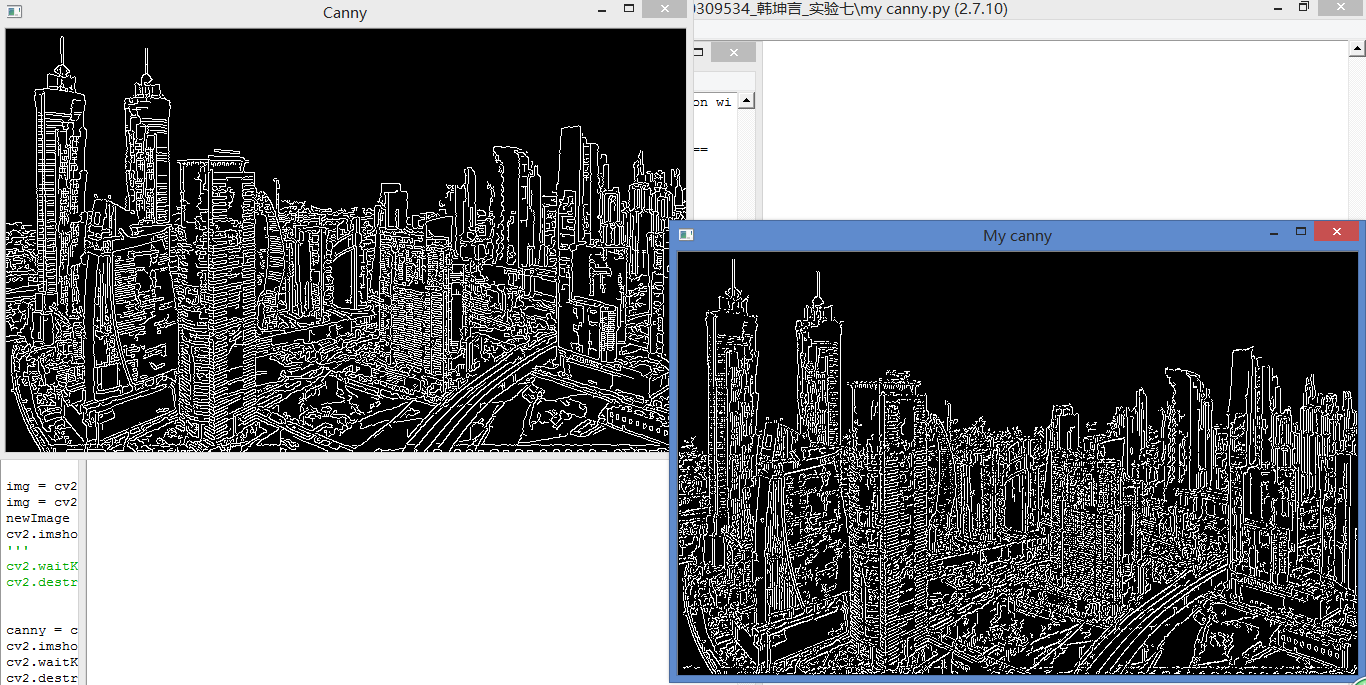 Canny
0309534_韩坤言_实验七\my canny.py (2.7.10)
on wi
==
My canny
img = cv2
img = cv2
newImage
cv2.imsho
'''
cv2.waitK
cv2.destr
canny = c
cv2.imsho
cv2.waitK
cv2.destr